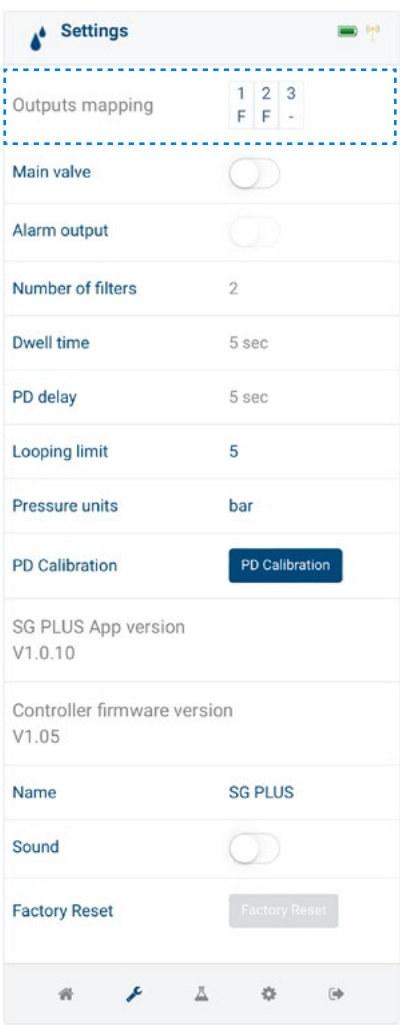 Settings
Outputs mapping
1 2 3
F F -
Main valve
Alarm output
Number of filters 2
Dwell time 5 sec
PD delay 5 sec
Looping limit 5
Pressure units bar
PD Calibration PD Calibration
SG PLUS App version
V1.0.10
Controller firmware version
V1.05
Name SG PLUS
Sound
Factory Reset Factory Reset